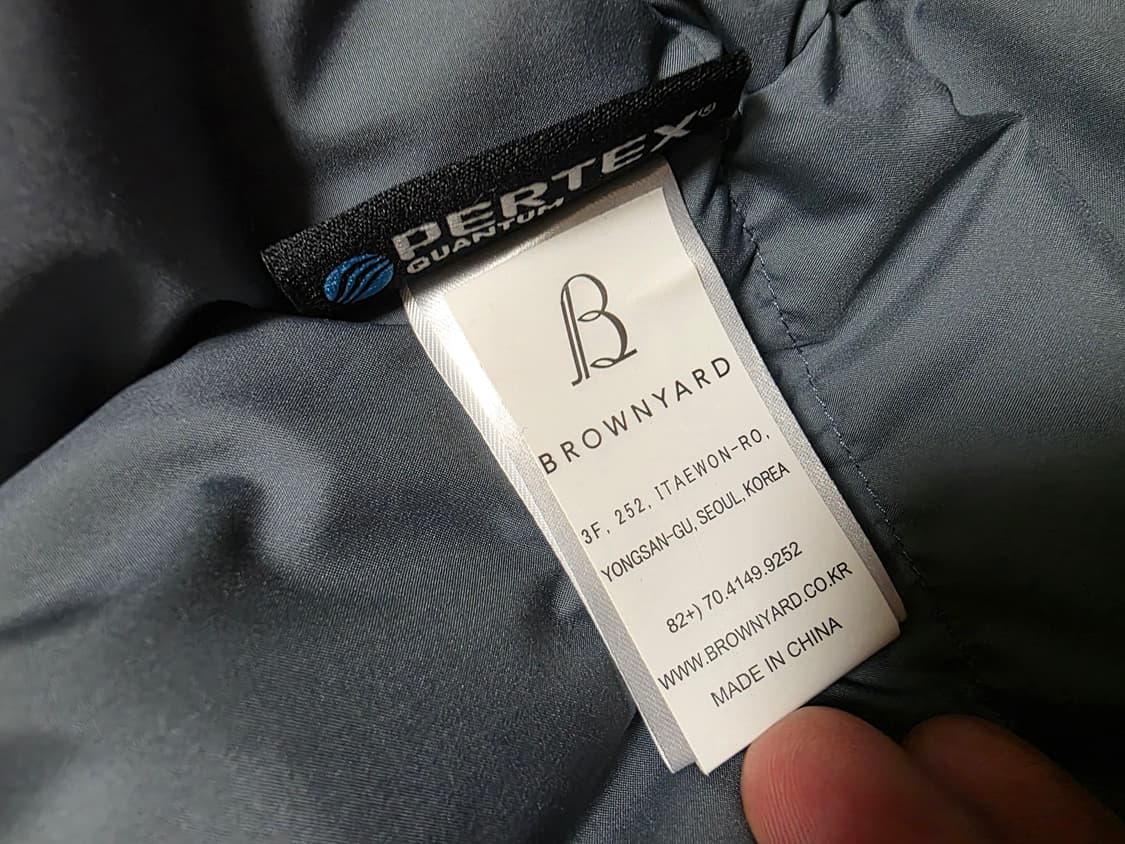 PERTEX®
QUANTUM
B
BROWNYARD
3F, 252, ITAEWON-RO,
YONGSAN-GU, SEOUL, KOREA
82+) 70.4149.9252
WWW.BROWNYARD.CO.KR
MADE IN CHINA